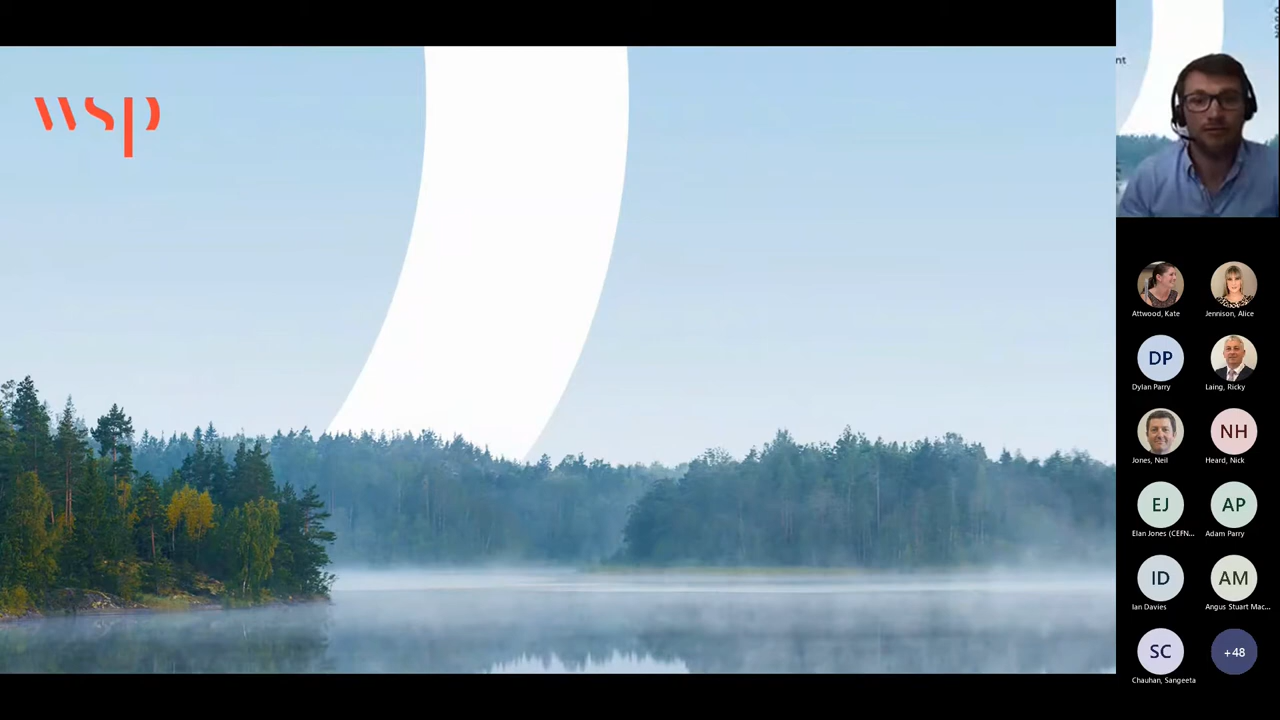 wsp
nt
Attwood, Kate
Jennison, Alice
DP
Dylan Parry
Laing, Ricky
Jones, Neil
NH
Heard, Nick
EJ
Elan Jones (CEFN...
AP
Adam Parry
ID
Ian Davies
AM
Angus Stuart Mac...
SC
Chauhan, Sangeeta
+48